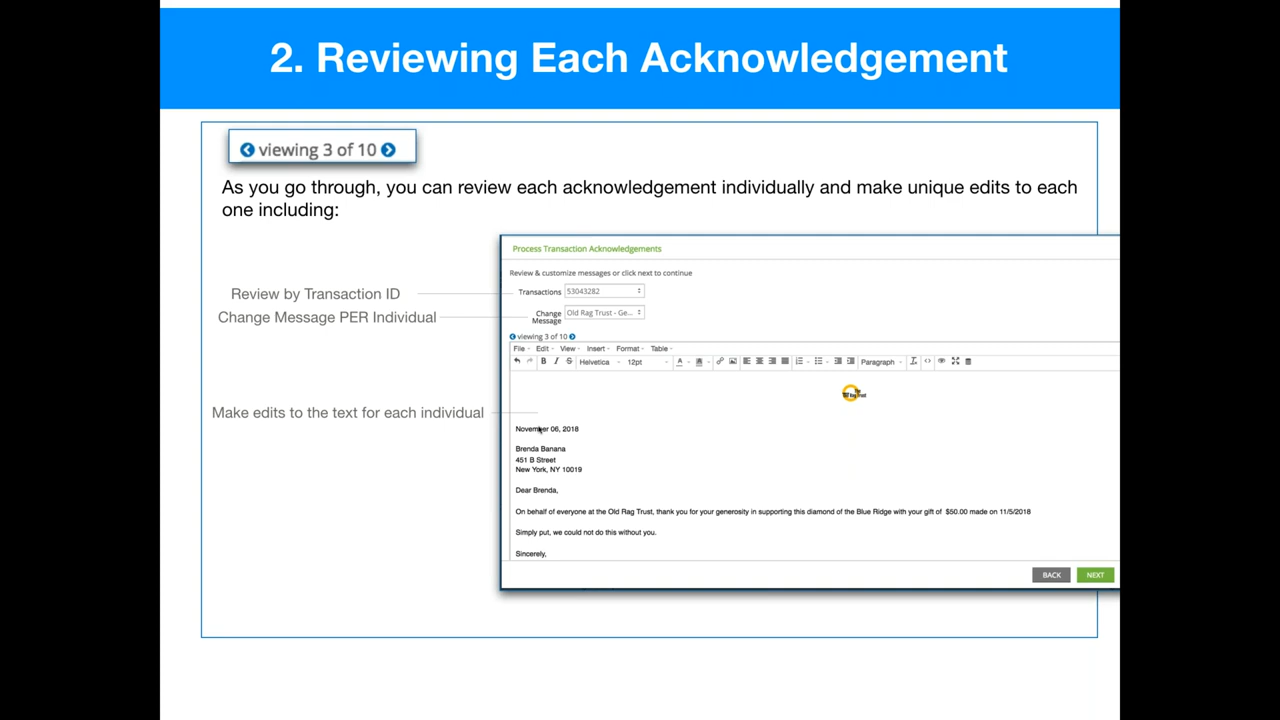 2. Reviewing Each Acknowledgement
viewing 3 of 10
As you go through, you can review each acknowledgement individually and make unique edits to each
one including:
Process Transaction Acknowledgements
Review & customize messages or click next to continue
Review by Transaction ID
Transactions 53043282
Change Message PER Individual
Change Message Old Rag Trust - Ge...
viewing 3 of 10
File Edit View Insert Format Table
B I S Helvetica 12pt A A Paragraph
Make edits to the text for each individual
November 06, 2018
Brenda Banana
451 B Street
New York, NY 10019
Dear Brenda,
On behalf of everyone at the Old Rag Trust, thank you for your generosity in supporting this diamond of the Blue Ridge with your gift of $50.00 made on 11/5/2018
Simply put, we could not do this without you.
Sincerely,
BACK NEXT